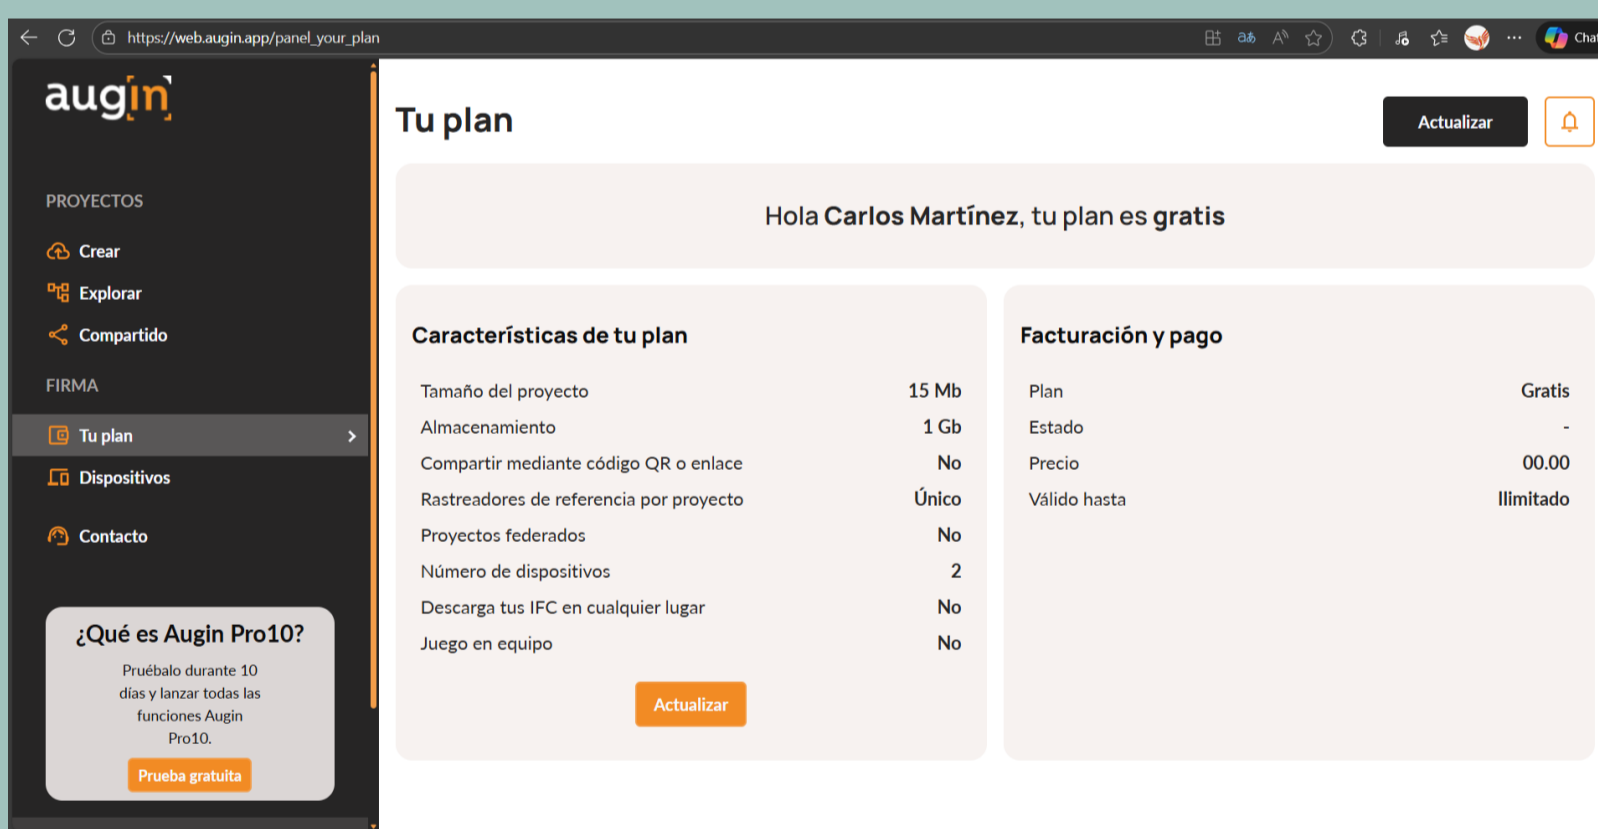 https://web.augin.app/panel_your_plan
Chat
augin
PROYECTOS
Crear
Explorar
Compartido
FIRMA
Tu plan
Dispositivos
Contacto
¿Qué es Augin Pro10?
Pruébalo durante 10
días y lanzar todas las
funciones Augin
Pro10.
Prueba gratuita
Tu plan
Actualizar
Hola Carlos Martínez, tu plan es gratis
Características de tu plan
Tamaño del proyecto 15 Mb
Almacenamiento 1 Gb
Compartir mediante código QR o enlace No
Rastreadores de referencia por proyecto Único
Proyectos federados No
Número de dispositivos 2
Descarga tus IFC en cualquier lugar No
Juego en equipo No
Actualizar
Facturación y pago
Plan Gratis
Estado -
Precio 00.00
Válido hasta Ilimitado